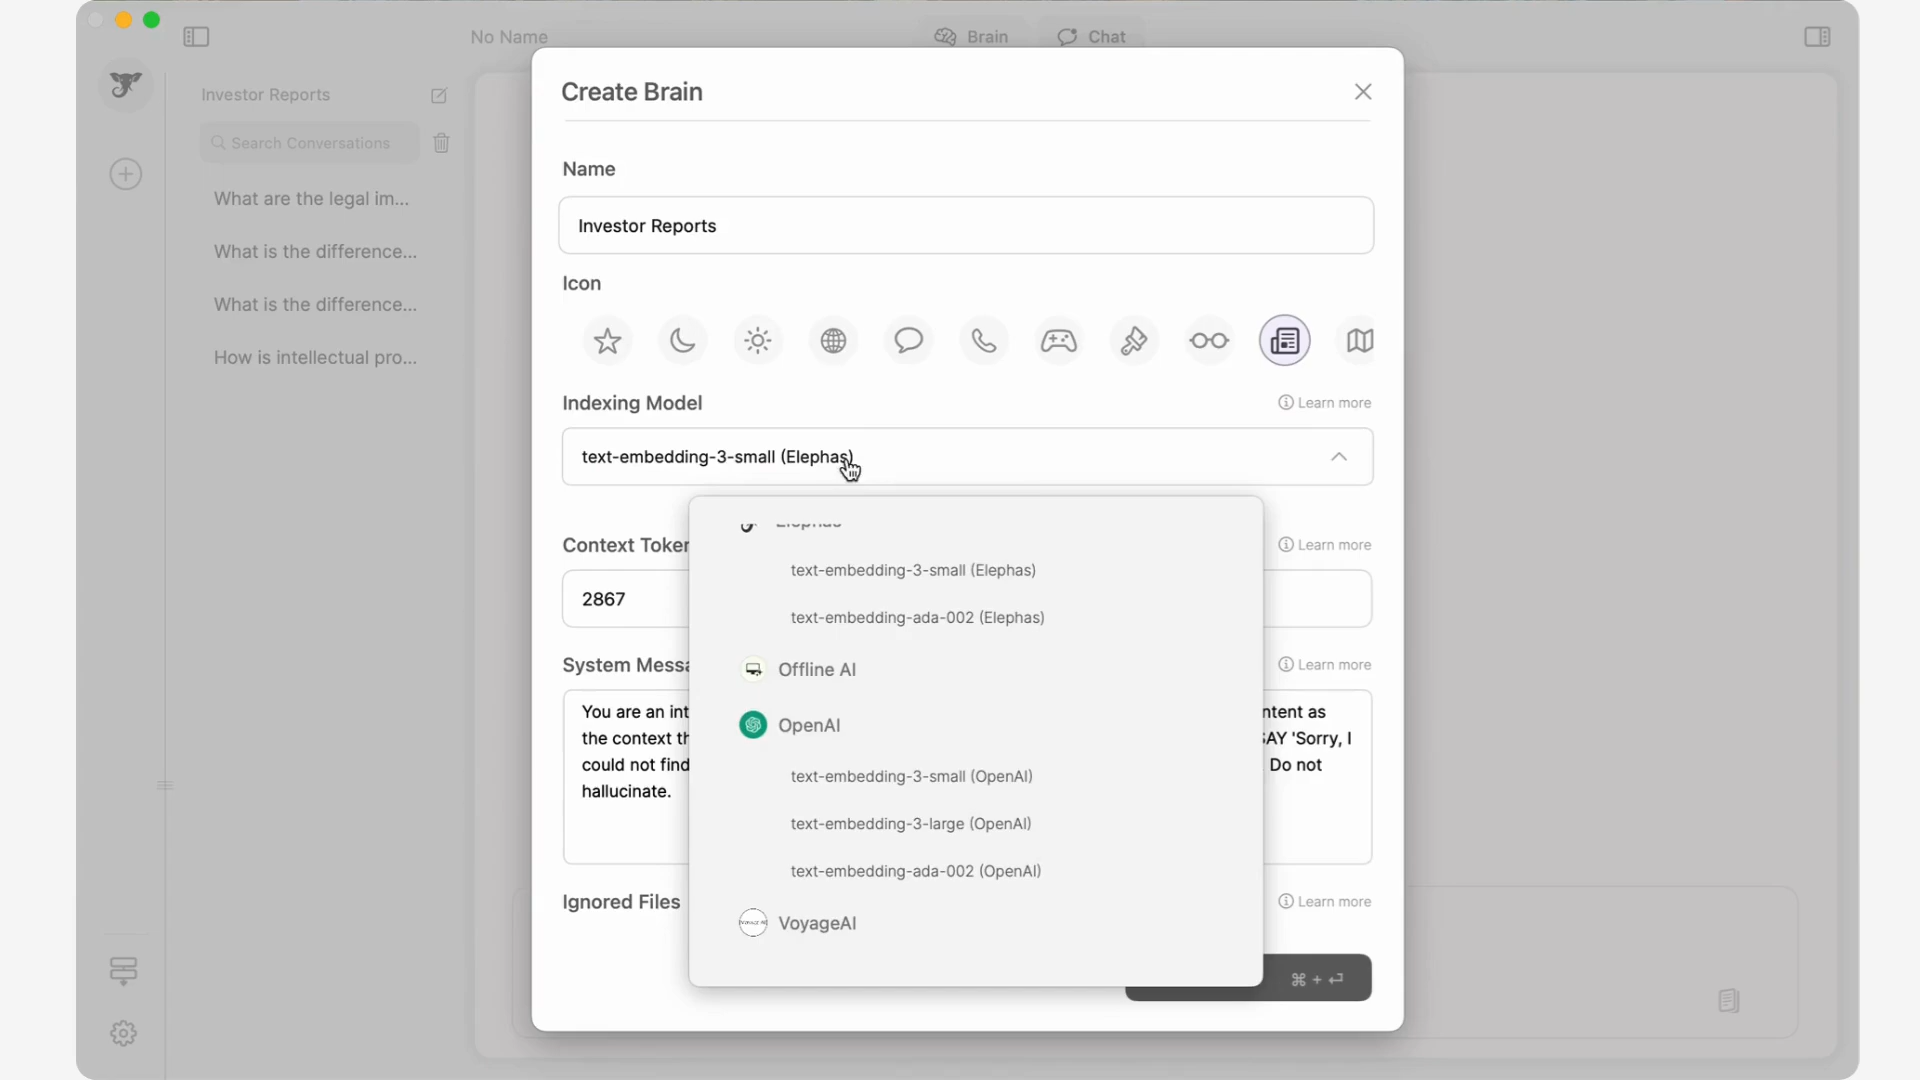 No Name
Brain
Chat
Investor Reports
Search Conversations
What are the legal im...
What is the difference...
What is the difference...
How is intellectual pro...
Create Brain
Name
Investor Reports
Icon
Indexing Model
Learn more
text-embedding-3-small (Elephas)
Elephas
text-embedding-3-small (Elephas)
text-embedding-ada-002 (Elephas)
Offline AI
OpenAI
text-embedding-3-small (OpenAI)
text-embedding-3-large (OpenAI)
text-embedding-ada-002 (OpenAI)
VoyageAI
Context Token
Learn more
2867
System Messa
Learn more
You are an int
ntent as
the context th
SAY 'Sorry, I
could not find
Do not
hallucinate.
Ignored Files
Learn more
⌘ + ⏎